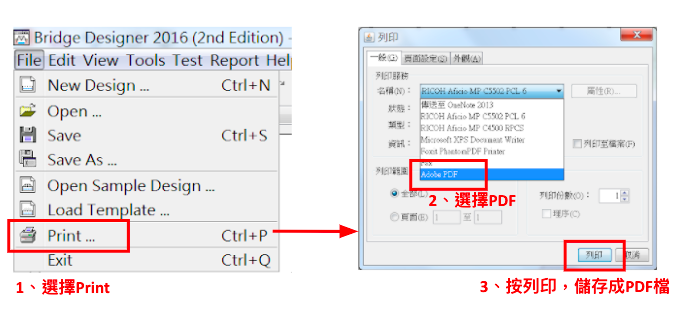 Bridge Designer 2016 (2nd Edition) -
File Edit View Tools Test Report Help
New Design ... Ctrl+N
Open ...
Save Ctrl+S
Save As ...
Open Sample Design ...
Load Template ...
Print ... Ctrl+P
Exit Ctrl+Q
1、選擇Print
列印
一般(G) 頁面設定(S) 外觀(A)
列印服務
名稱(N)： RICOH Aficio MP C5502 PCL 6 屬性(R)...
狀態： 傳送至 OneNote 2013
RICOH Aficio MP C5502 PCL 6
類型： RICOH Aficio MP C4500 RPCS
Microsoft XPS Document Writer
資訊： 列印至檔案(F)
Foxit PhantomPDF Printer
Fax
列印範圍 Adobe PDF
2、選擇PDF
全部(L) 列印份數(O)： 1
頁面(E) 1 至 1 理序(C)
列印 取消
3、按列印，儲存成PDF檔